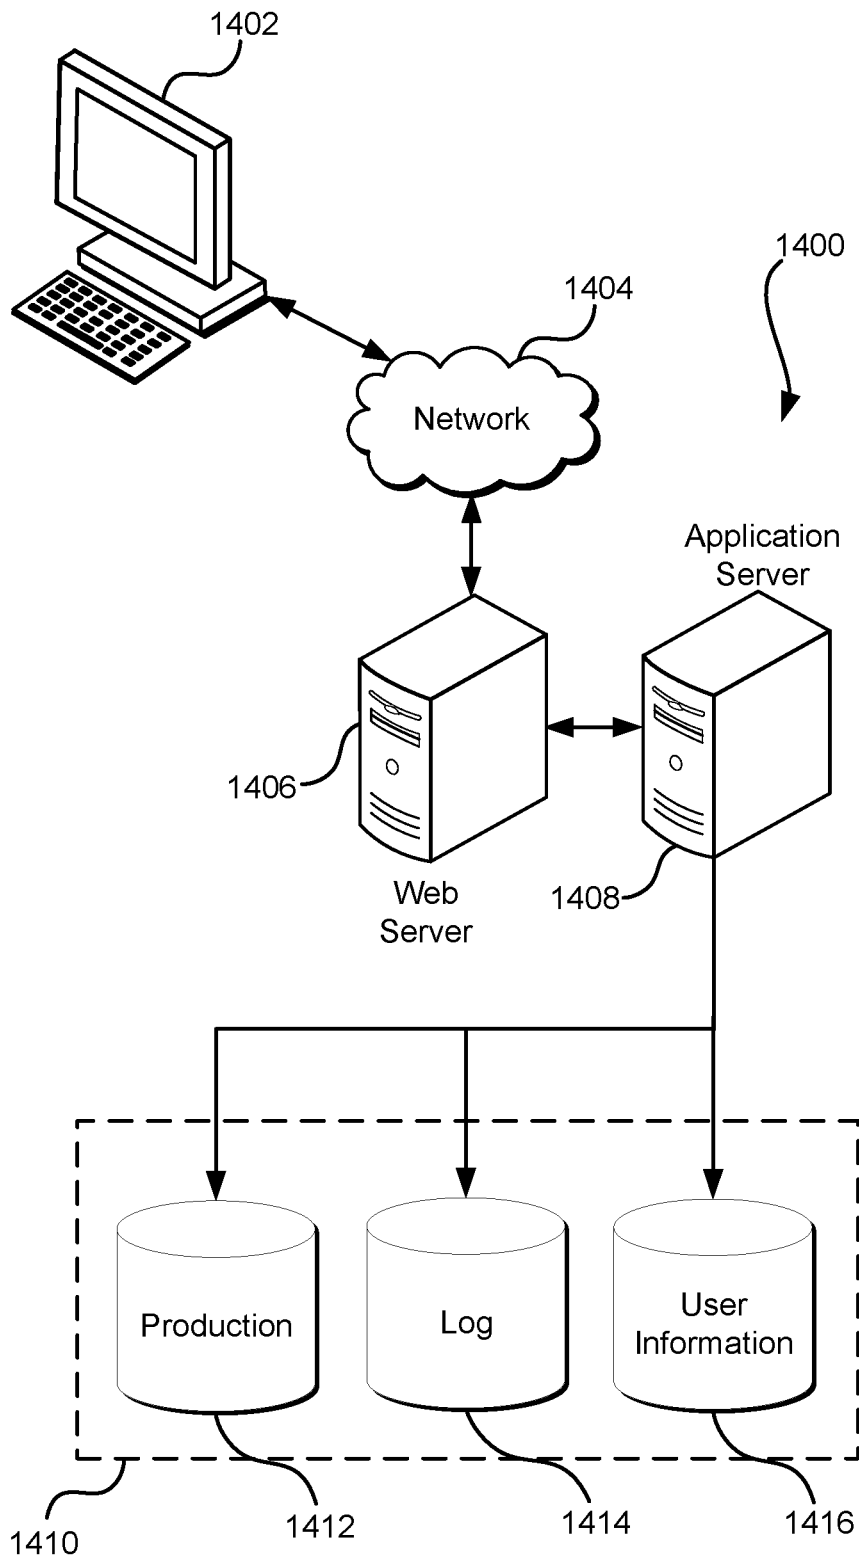 1402
1400
1404
Network
Application
Server
1406
1408
Web
Server
Production
Log
User
Information
1410
1412
1414
1416